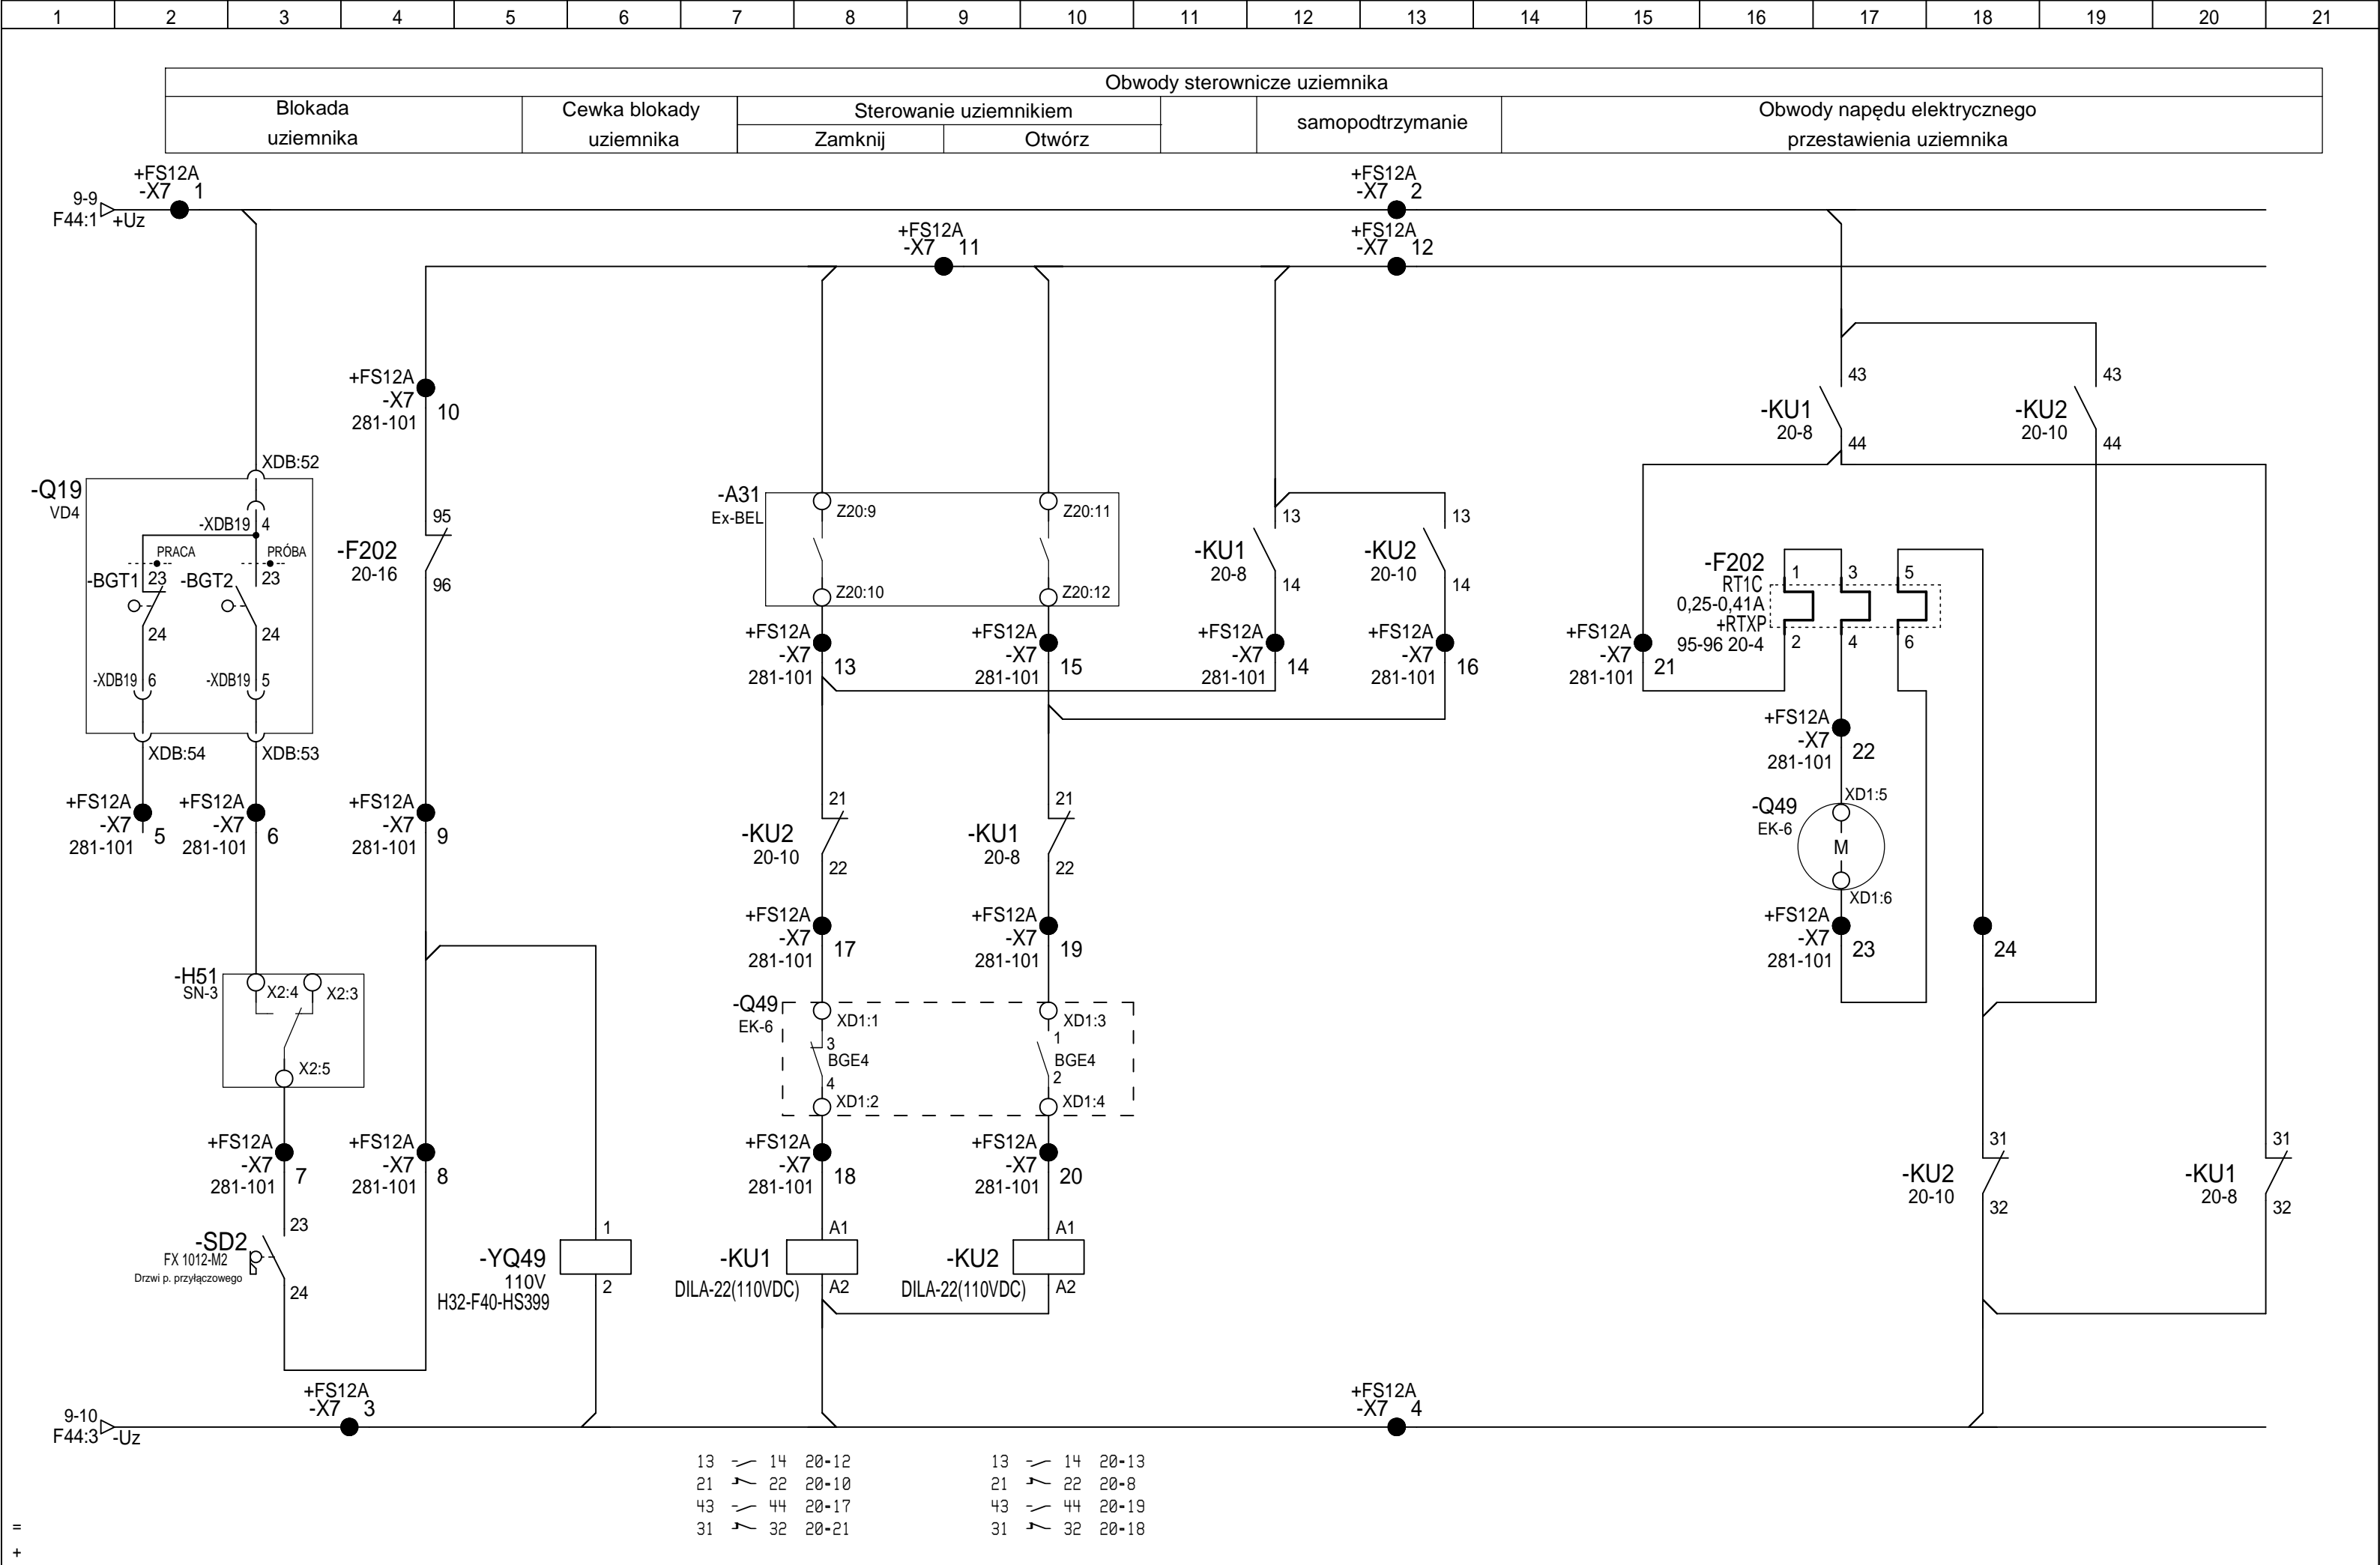 1 2 3 4 5 6 7 8 9 10 11 12 13 14 15 16 17 18 19 20 21
Obwody sterownicze uziemnika
Blokada
uziemnika
Cewka blokady
uziemnika
Sterowanie uziemnikiem
Zamknij
Otwórz
samopodtrzymanie
Obwody napędu elektrycznego
przestawienia uziemnika
9-9
F44:1
+Uz
+FS12A
-X7 1
+FS12A
-X7 2
+FS12A
-X7 11
+FS12A
-X7 12
+FS12A
-X7
281-101
10
XDB:52
-Q19
VD4
-XDB19 4
PRACA
PRÓBA
-BGT1
23
24
-BGT2
23
24
-XDB19 6
-XDB19 5
XDB:54
XDB:53
+FS12A
-X7
281-101
5
+FS12A
-X7
281-101
6
-F202
20-16
95
96
+FS12A
-X7
281-101
9
-H51
SN-3
X2:4
X2:3
X2:5
+FS12A
-X7
281-101
7
+FS12A
-X7
281-101
8
-SD2
FX 1012-M2
Drzwi p. przyłączowego
23
24
-YQ49
110V
H32-F40-HS399
1
2
-A31
Ex-BEL
Z20:9
Z20:10
Z20:11
Z20:12
+FS12A
-X7
281-101
13
+FS12A
-X7
281-101
15
-KU1
20-8
13
14
-KU2
20-10
13
14
+FS12A
-X7
281-101
14
+FS12A
-X7
281-101
16
-KU2
20-10
21
22
-KU1
20-8
21
22
+FS12A
-X7
281-101
17
+FS12A
-X7
281-101
19
-Q49
EK-6
XD1:1
3
BGE4
4
XD1:2
XD1:3
1
BGE4
2
XD1:4
+FS12A
-X7
281-101
18
+FS12A
-X7
281-101
20
-KU1
DILA-22(110VDC)
A1
A2
-KU2
DILA-22(110VDC)
A1
A2
-KU1
20-8
43
44
-KU2
20-10
43
44
-F202
RT1C
0,25-0,41A
+RTXP
95-96 20-4
1
2
3
4
5
6
+FS12A
-X7
281-101
21
+FS12A
-X7
281-101
22
-Q49
EK-6
XD1:5
M
XD1:6
+FS12A
-X7
281-101
23
24
-KU2
20-10
31
32
-KU1
20-8
31
32
9-10
F44:3
-Uz
+FS12A
-X7 3
+FS12A
-X7 4
13 14 20-12
21 22 20-10
43 44 20-17
31 32 20-21
13 14 20-13
21 22 20-8
43 44 20-19
31 32 20-18
=
+